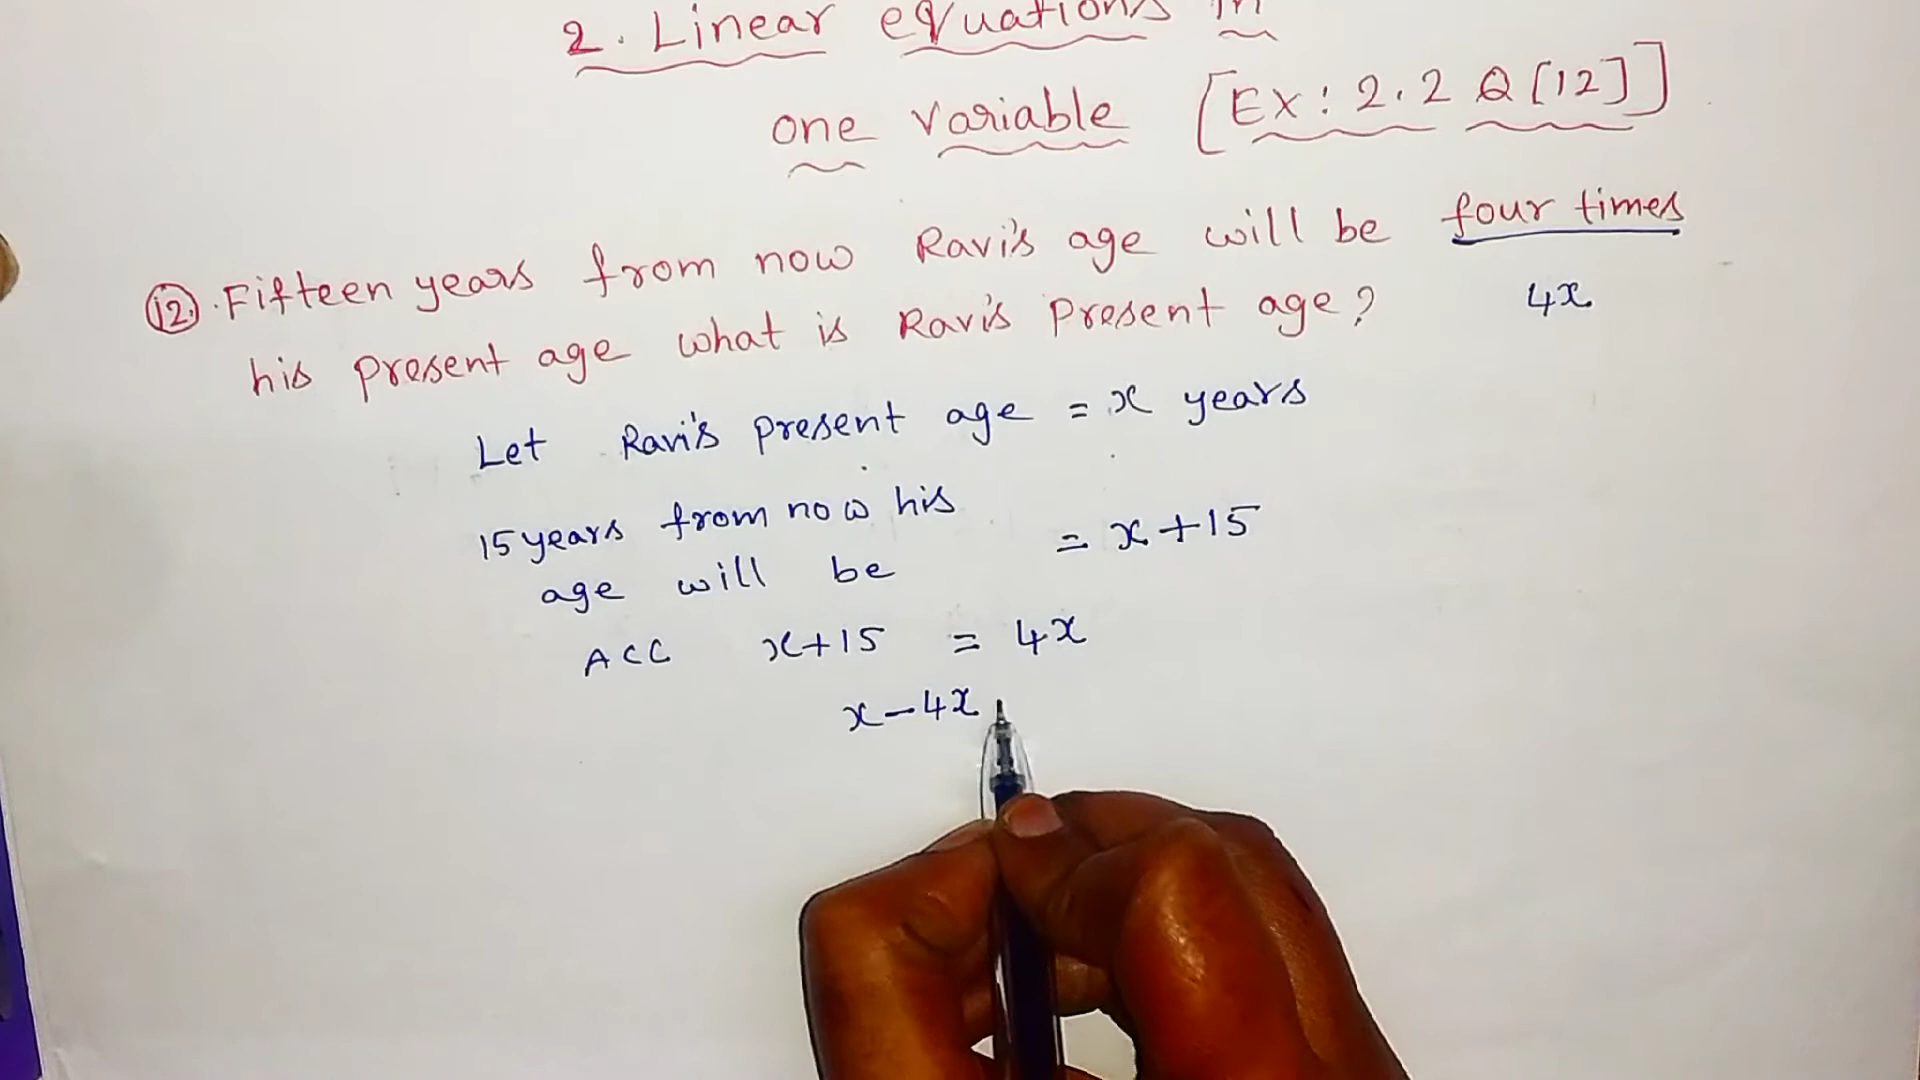 2. Linear equations in
one variable [EX: 2.2 Q [12]]
12. Fifteen years from now Ravi's age will be four times
his present age what is Ravi's Present age?
4x
Let Ravi's present age = x years
15 years from now his
age will be = x+15
ACC x+15 = 4x
x-4x